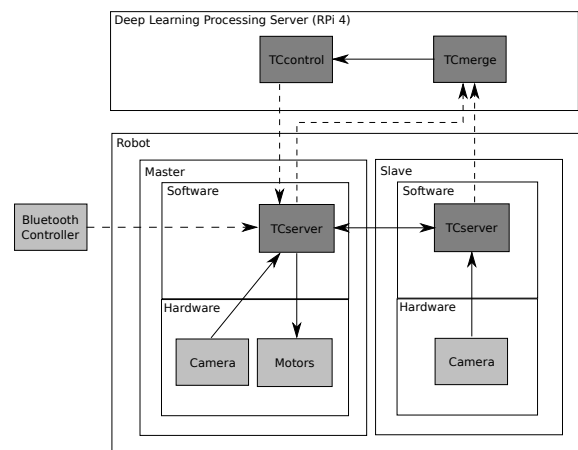 Deep Learning Processing Server (RPi 4)
TCcontrol
TCmerge
Robot
Master
Slave
Software
Software
Bluetooth
Controller
TCserver
TCserver
Hardware
Hardware
Camera
Motors
Camera